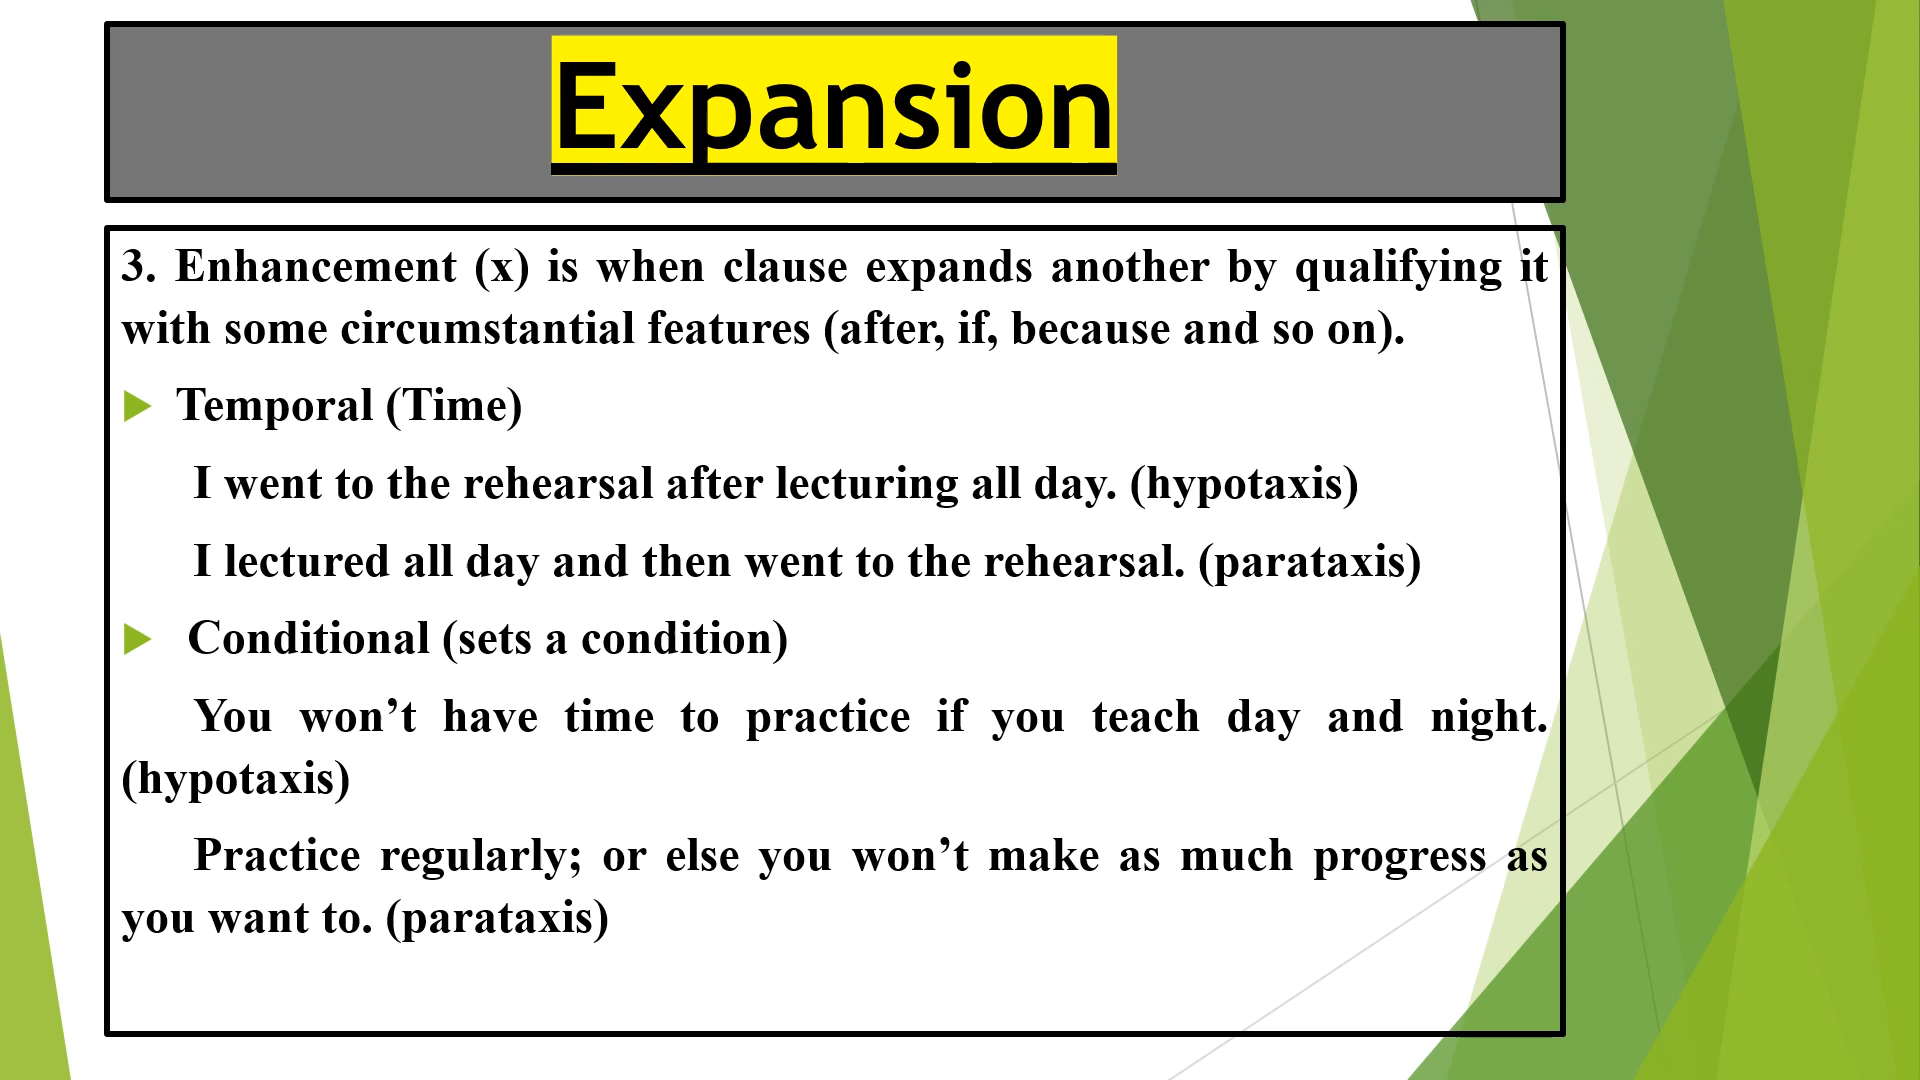 Expansion
3. Enhancement (x) is when clause expands another by qualifying it
with some circumstantial features (after, if, because and so on).
Temporal (Time)
I went to the rehearsal after lecturing all day. (hypotaxis)
I lectured all day and then went to the rehearsal. (parataxis)
Conditional (sets a condition)
You won’t have time to practice if you teach day and night.
(hypotaxis)
Practice regularly; or else you won’t make as much progress as
you want to. (parataxis)